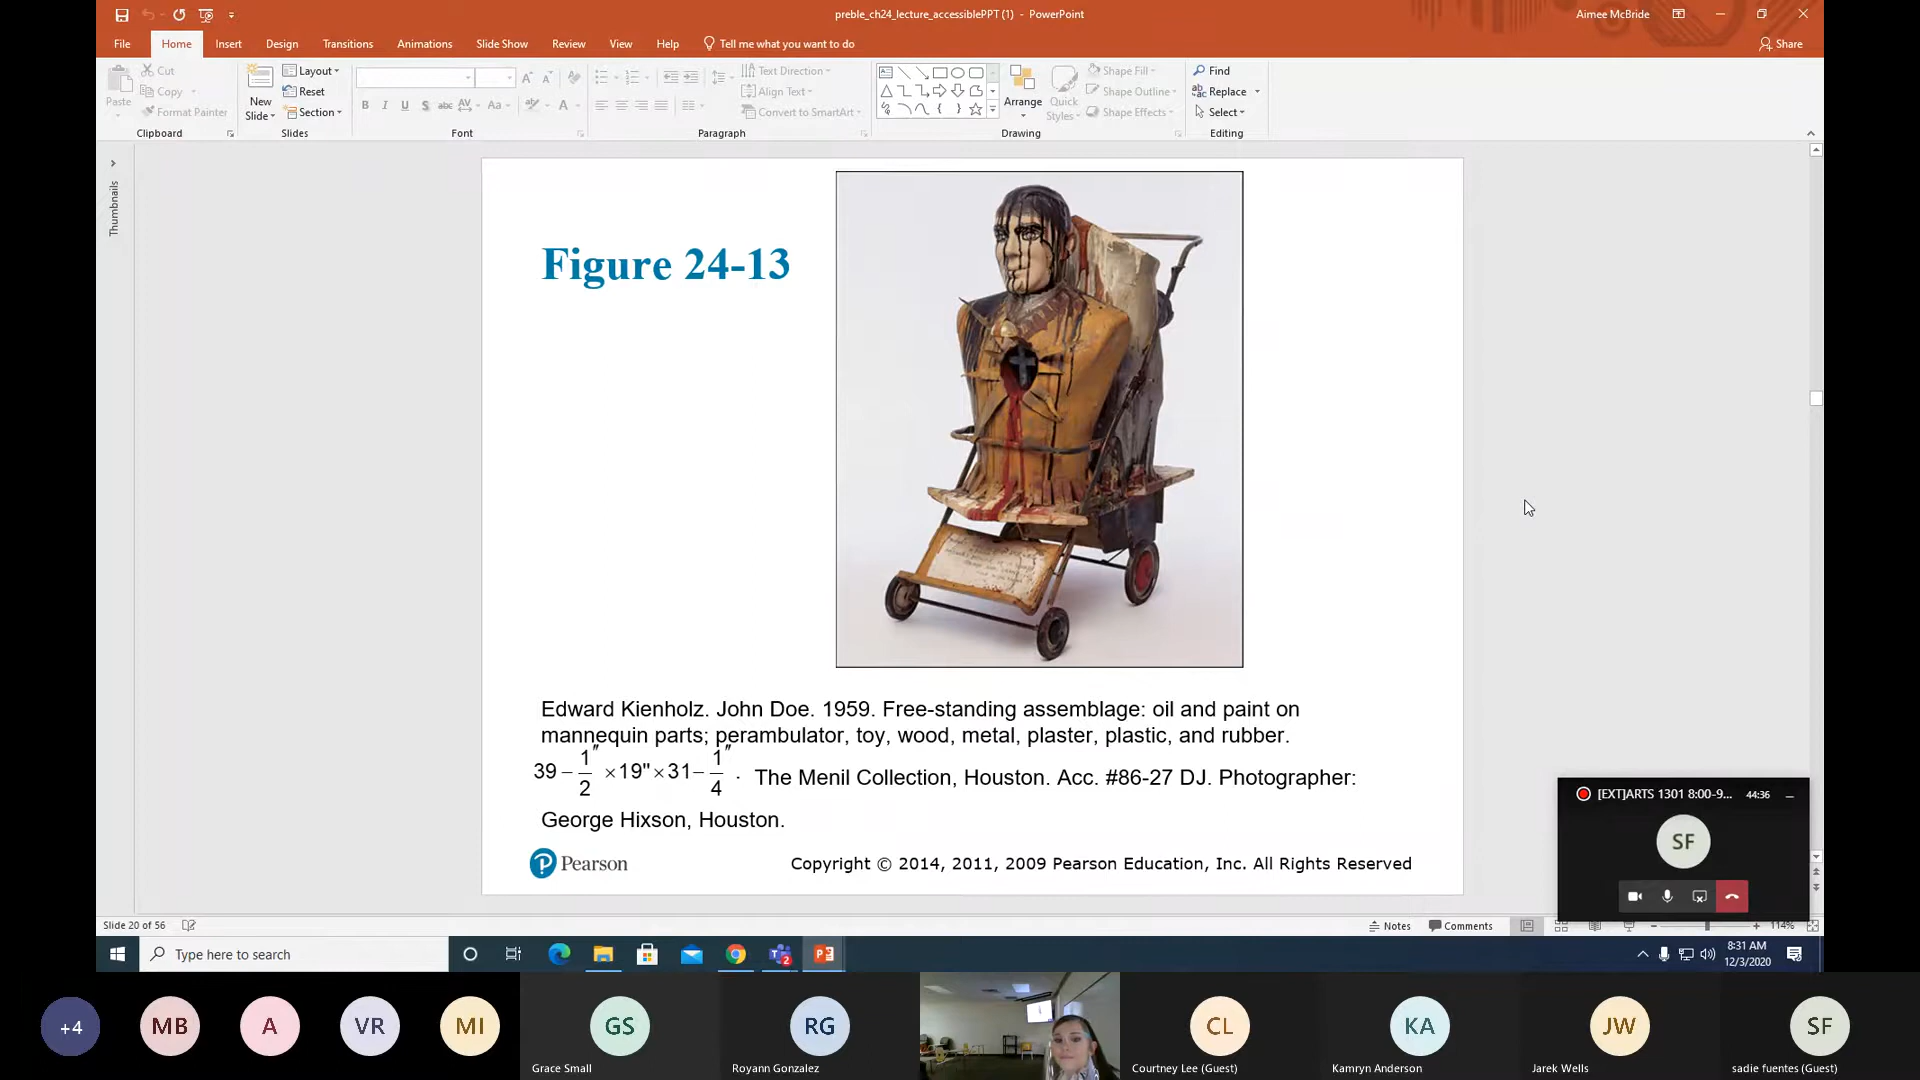 preble_ch24_lecture_accessiblePPT (1) - PowerPoint
Aimee McBride
File Home Insert Design Transitions Animations Slide Show Review View Help Tell me what you want to do
Share
Paste
Cut
Copy
Format Painter
Clipboard
New Slide
Layout
Reset
Section
Slides
Font
Text Direction
Align Text
Convert to SmartArt
Paragraph
Arrange
Quick Styles
Shape Fill
Shape Outline
Shape Effects
Drawing
Find
Replace
Select
Editing
Thumbnails
Figure 24-13
Edward Kienholz. John Doe. 1959. Free-standing assemblage: oil and paint on
mannequin parts; perambulator, toy, wood, metal, plaster, plastic, and rubber.
39 – 1/2" ×19"×31– 1/4" . The Menil Collection, Houston. Acc. #86-27 DJ. Photographer:
George Hixson, Houston.
Pearson
Copyright © 2014, 2011, 2009 Pearson Education, Inc. All Rights Reserved
[EXT]ARTS 1301 8:00-9... 44:36
SF
Slide 20 of 56
Notes
Comments
114%
Type here to search
8:31 AM
12/3/2020
+4
MB
A
VR
MI
GS
Grace Small
RG
Royann Gonzalez
CL
Courtney Lee (Guest)
KA
Kamryn Anderson
JW
Jarek Wells
SF
sadie fuentes (Guest)